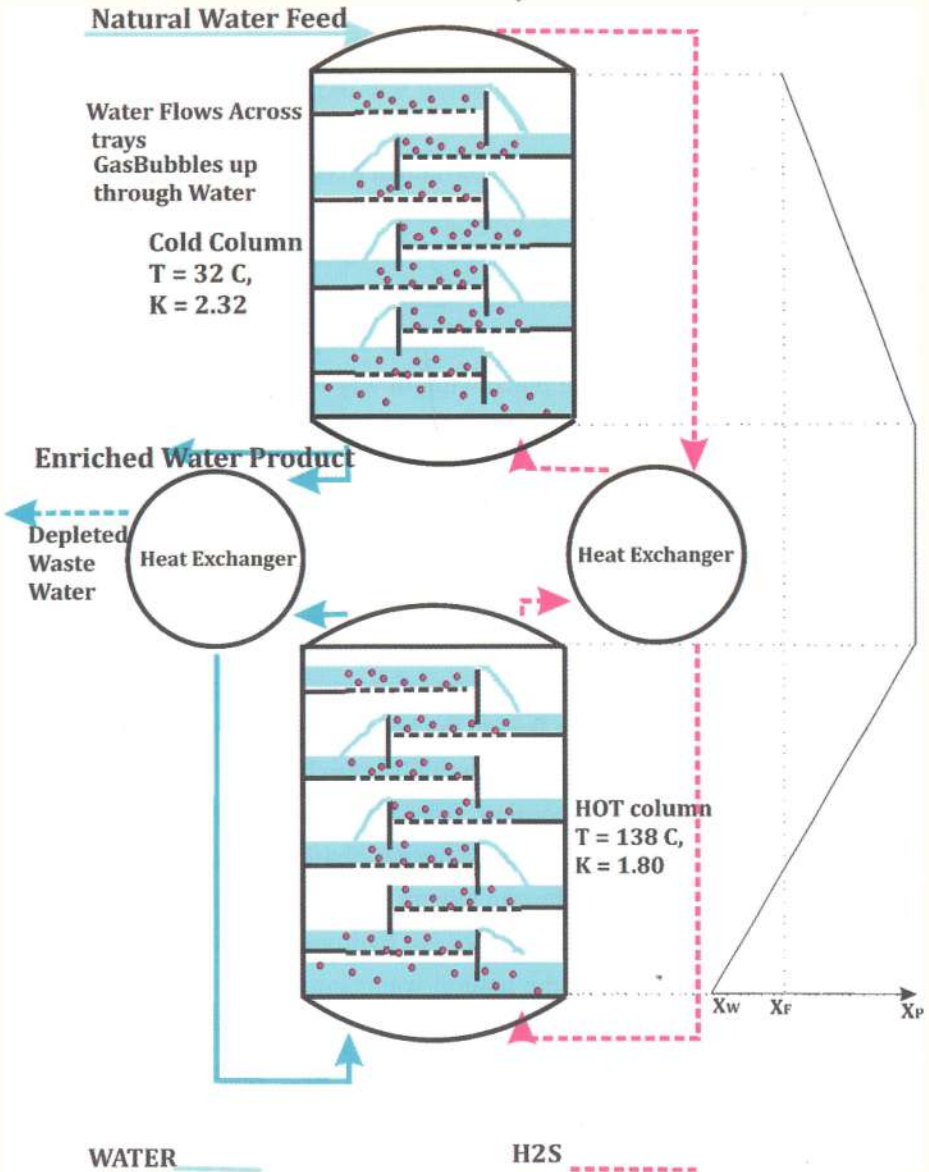 Natural Water Feed
Water Flows Across
trays
GasBubbles up
through Water
Cold Column
T = 32 C,
K = 2.32
Enriched Water Product
Depleted
Waste
Water
Heat Exchanger
Heat Exchanger
HOT column
T = 138 C,
K = 1.80
XW
XF
XP
WATER
H2S